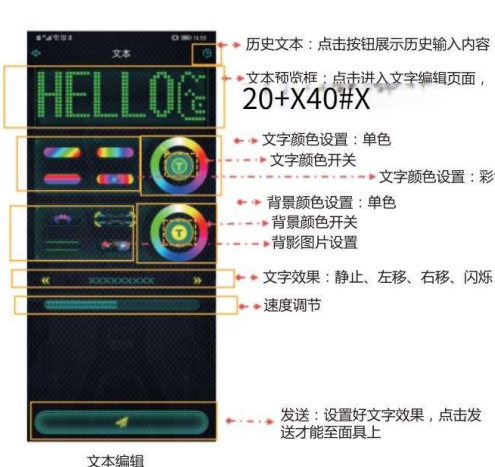 文本
HELLO
历史文本：点击按钮展示历史输入内容
文本预览框：点击进入文字编辑页面，
20+X40#X
文字颜色设置：单色
文字颜色开关
文字颜色设置：彩
背景颜色设置：单色
背景颜色开关
背影图片设置
文字效果：静止、左移、右移、闪烁
«
XXXXXXXXXX
»
速度调节
T
T
发送：设置好文字效果，点击发
送才能至面具上
文本编辑